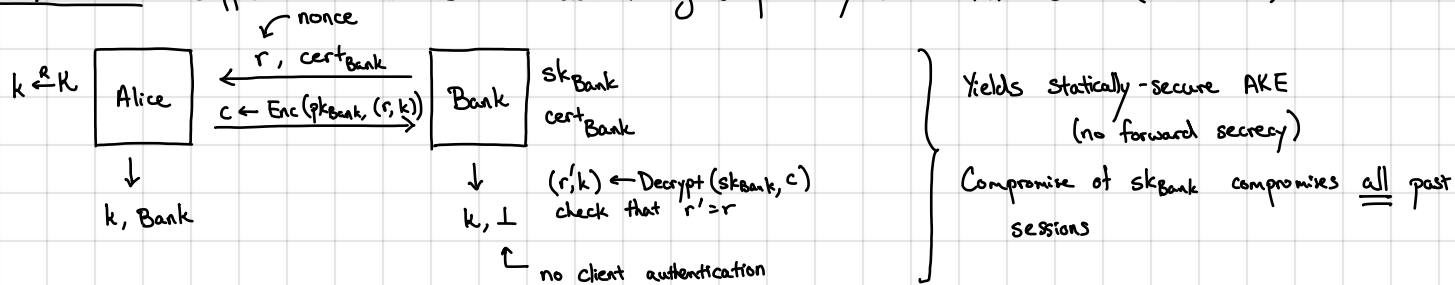 nonce
r, cert_Bank
k ←R K
Alice
c ← Enc(pk_Bank, (r, k))
Bank
sk_Bank
cert_Bank
k, Bank
k, ⊥
(r', k) ← Decrypt(sk_Bank, c)
check that r' = r
no client authentication
Yields statically-secure AKE
(no forward secrecy)
Compromise of sk_Bank compromises all past
sessions